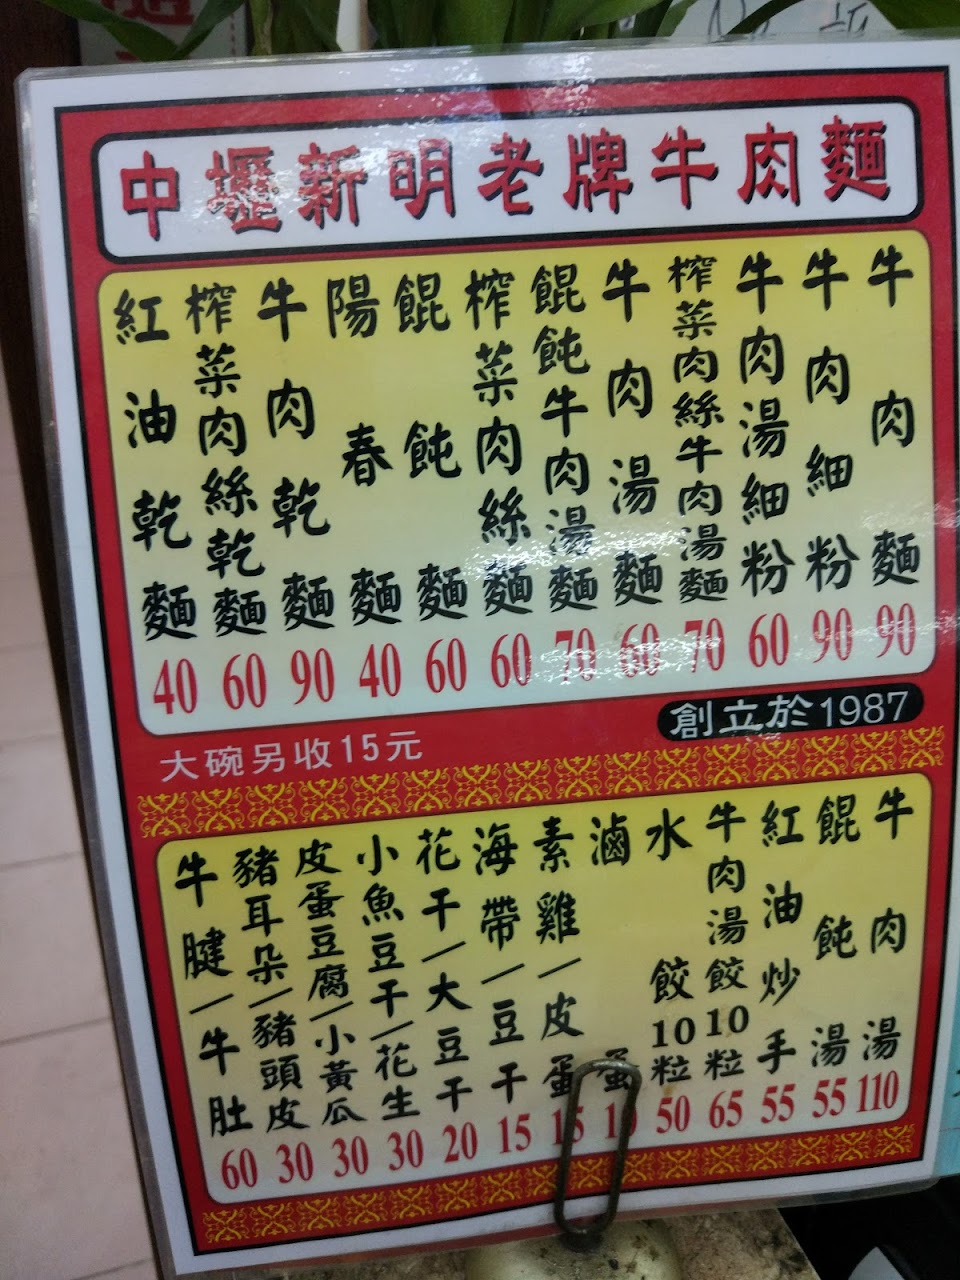 中壢新明老牌牛肉麵
牛肉麵 90
牛肉細粉 90
牛肉湯細粉 60
榨菜肉絲牛肉湯麵 70
牛肉湯麵 60
餛飩牛肉湯麵 70
榨菜肉絲麵 60
餛飩麵 60
陽春麵 40
牛肉乾麵 90
榨菜肉絲乾麵 60
紅油乾麵 40
創立於1987
大碗另收15元
牛肉湯 110
餛飩湯 55
紅油炒手 55
牛肉湯餃10粒 65
水餃10粒 50
滷蛋 10
素雞/皮蛋 15
海帶/豆干 15
花干/大豆干 20
小魚豆干/花生 30
皮蛋豆腐/小黃瓜 30
豬耳朵/豬頭皮 30
牛腱/牛肚 60